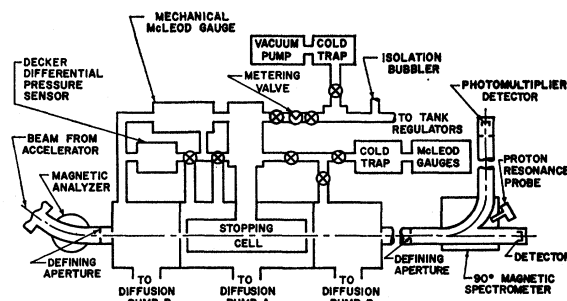 MECHANICAL
McLEOD GAUGE
VACUUM
PUMP
COLD
TRAP
ISOLATION
BUBBLER
DECKER
DIFFERENTIAL
PRESSURE
SENSOR
METERING
VALVE
PHOTOMULTIPLIER
DETECTOR
TO TANK
REGULATORS
BEAM FROM
ACCELERATOR
COLD
TRAP
McLEOD
GAUGES
PROTON
RESONANCE
PROBE
MAGNETIC
ANALYZER
STOPPING
CELL
DEFINING
APERTURE
DEFINING
APERTURE
DETECTOR
90° MAGNETIC
SPECTROMETER
TO
DIFFUSION
TO
DIFFUSION
TO
DIFFUSION